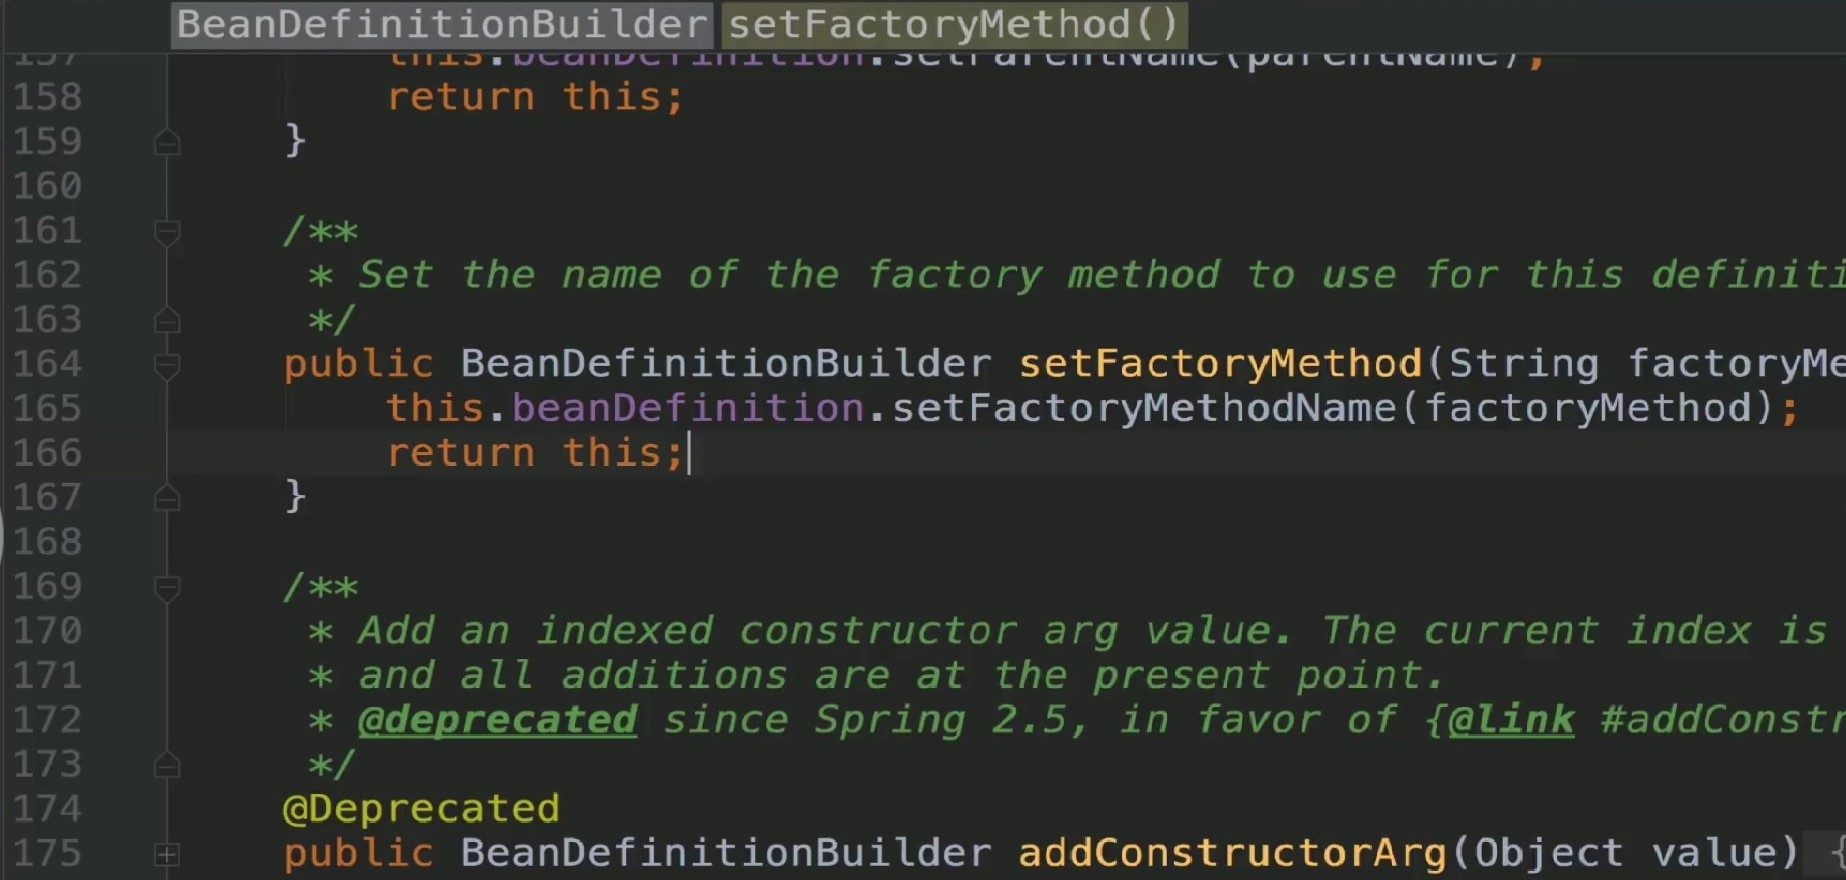 BeanDefinitionBuilder setFactoryMethod()
157 this.beanDefinition.setParentName(parentName);
158 return this;
159 }
160
161 /**
162 * Set the name of the factory method to use for this definiti
163 */
164 public BeanDefinitionBuilder setFactoryMethod(String factoryMe
165 this.beanDefinition.setFactoryMethodName(factoryMethod);
166 return this;
167 }
168
169 /**
170 * Add an indexed constructor arg value. The current index is
171 * and all additions are at the present point.
172 * @deprecated since Spring 2.5, in favor of {@link #addConstr
173 */
174 @Deprecated
175 public BeanDefinitionBuilder addConstructorArg(Object value) {